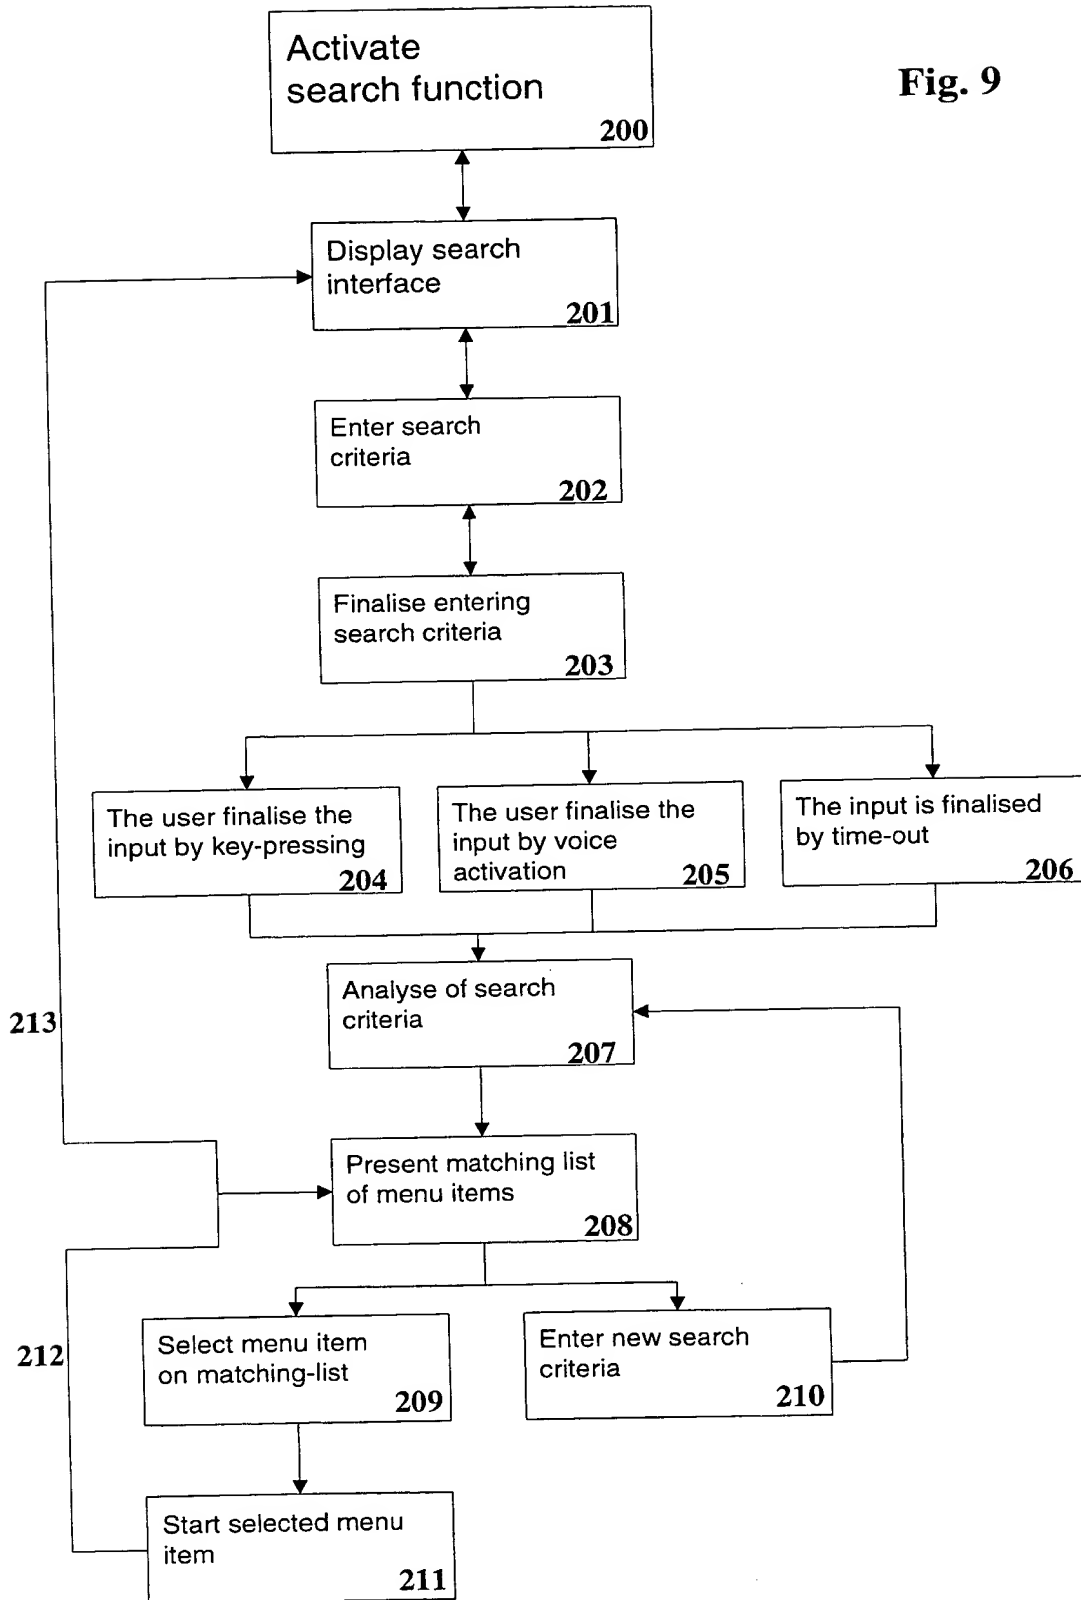 Activate
search function
200
Fig. 9
Display search
interface
201
Enter search
criteria
202
Finalise entering
search criteria
203
The user finalise the
input by key-pressing
204
The user finalise the
input by voice
activation
205
The input is finalised
by time-out
206
Analyse of search
criteria
207
213
Present matching list
of menu items
208
Select menu item
on matching-list
209
Enter new search
criteria
210
212
Start selected menu
item
211